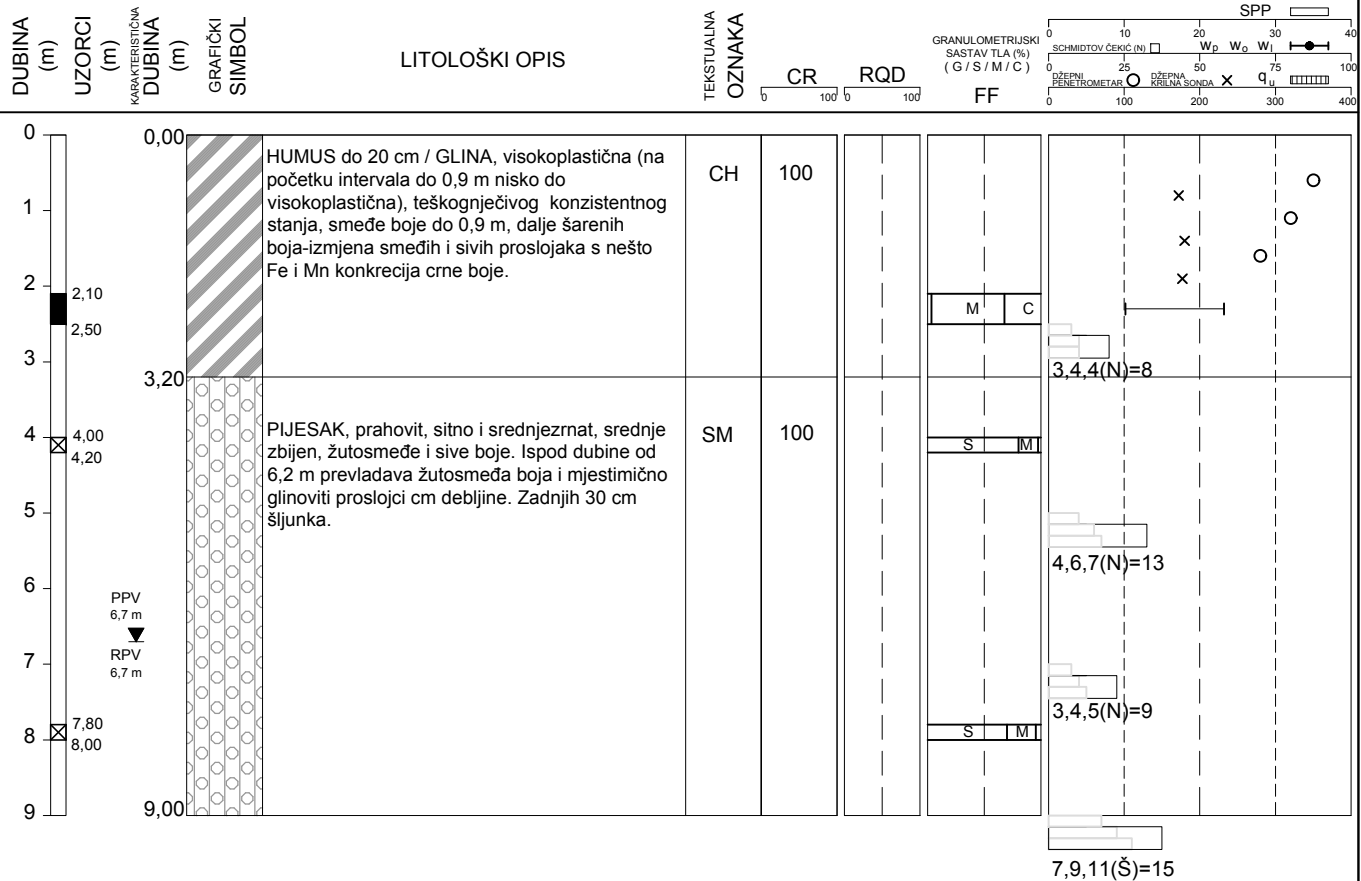 DUBINA
(m)
UZORCI
(m)
KARAKTERISTIČNA
DUBINA
(m)
GRAFIČKI
SIMBOL
LITOLOŠKI OPIS
TEKSTUALNA
OZNAKA
CR
0 100
RQD
0 100
GRANULOMETRIJSKI
SASTAV TLA (%)
( G / S / M / C )
FF
SPP
0 10 20 30 40
SCHMIDTOV ČEKIĆ (N) Wp Wo Wl
0 25 50 75 100
DŽEPNI
PENETROMETAR
DŽEPNA
KRILNA SONDA
qu
0 100 200 300 400
0
1
2
3
4
5
6
7
8
9
0,00
3,20
9,00
2,10
2,50
4,00
4,20
7,80
8,00
PPV
6,7 m
RPV
6,7 m
HUMUS do 20 cm / GLINA, visokoplastična (na
početku intervala do 0,9 m nisko do
visokoplastična), teškognječivog konzistentnog
stanja, smeđe boje do 0,9 m, dalje šarenih
boja-izmjena smeđih i sivih proslojaka s nešto
Fe i Mn konkrecija crne boje.
CH
100
M C
3,4,4(N)=8
PIJESAK, prahovit, sitno i srednjezrnat, srednje
zbijen, žutosmeđe i sive boje. Ispod dubine od
6,2 m prevladava žutosmeđa boja i mjestimično
glinoviti proslojci cm debljine. Zadnjih 30 cm
šljunka.
SM
100
S M
4,6,7(N)=13
3,4,5(N)=9
S M
7,9,11(Š)=15